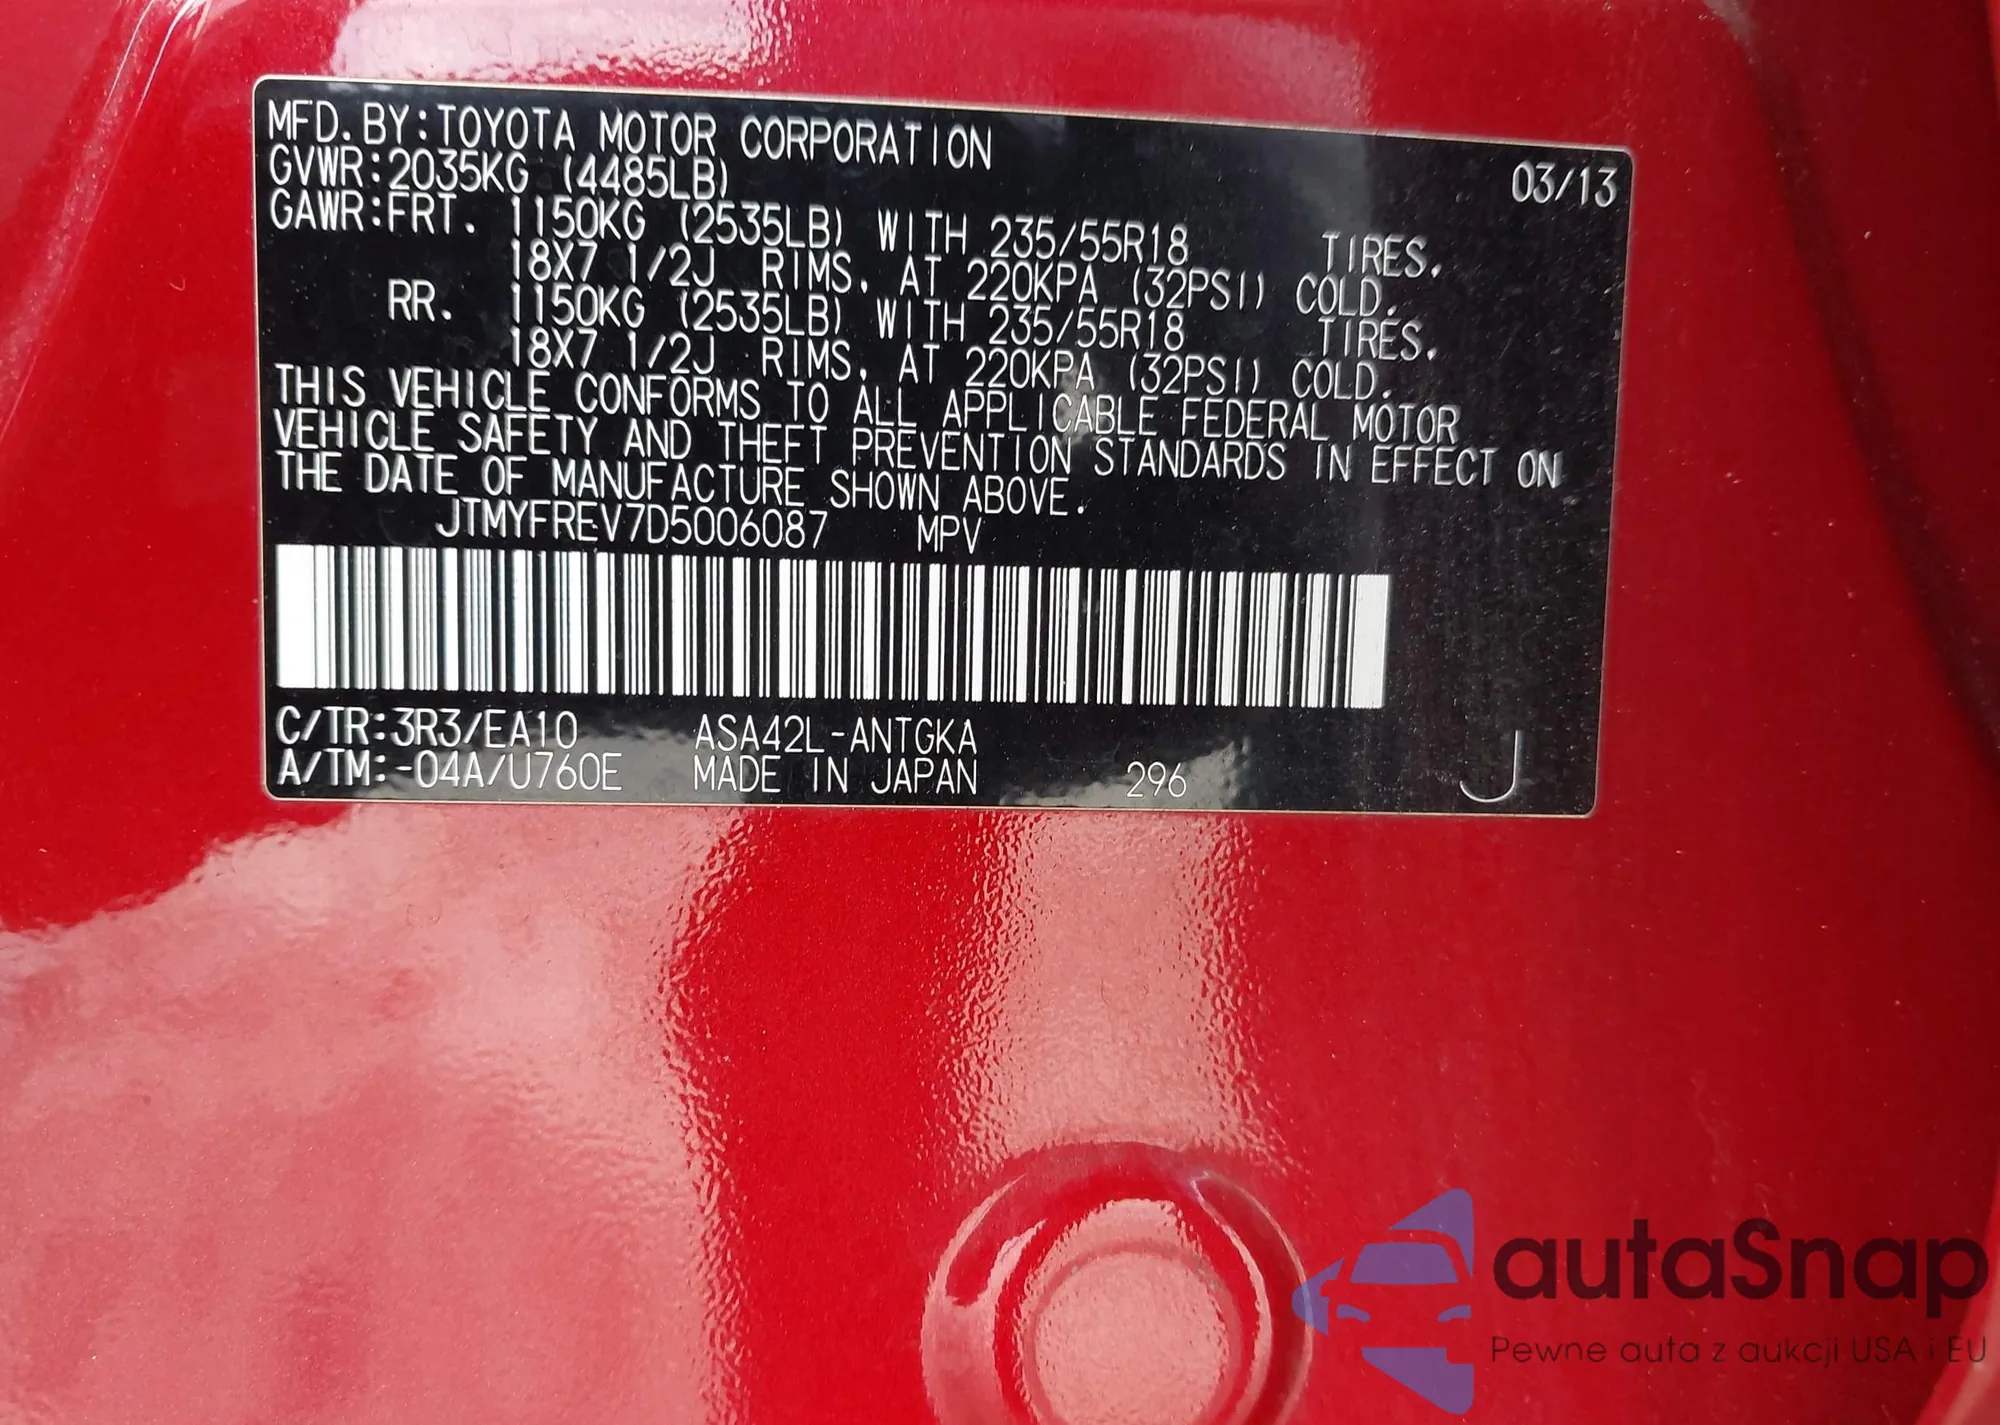 MFD. BY: TOYOTA MOTOR CORPORATION 03/13
GVWR: 2035KG (4485LB)
GAWR: FRT. 1150KG (2535LB) WITH 235/55R18 TIRES.
18X7 1/2J RIMS. AT 220KPA (32PSI) COLD.
RR. 1150KG (2535LB) WITH 235/55R18 TIRES.
18X7 1/2J RIMS. AT 220KPA (32PSI) COLD.
THIS VEHICLE CONFORMS TO ALL APPLICABLE FEDERAL MOTOR
VEHICLE SAFETY AND THEFT PREVENTION STANDARDS IN EFFECT ON
THE DATE OF MANUFACTURE SHOWN ABOVE.
JTMYFREV7D5006087 MPV
C/TR: 3R3/EA10 ASA42L-ANTGKA
A/TM: -04A/U760E MADE IN JAPAN 296 J
autaSnap
Pewne auta z aukcji USA i EU